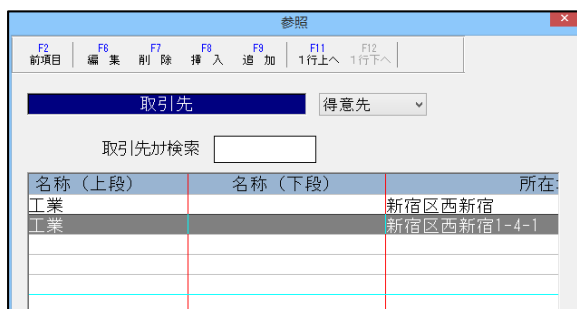 参照
F2 F6 F7 F8 F9 F11 F12
前項目 編 集 削 除 挿 入 追 加 1行上へ 1行下へ
取引先 得意先
取引先ｶﾅ検索
名称（上段） 名称（下段） 所在
工業 新宿区西新宿
工業 新宿区西新宿1-4-1